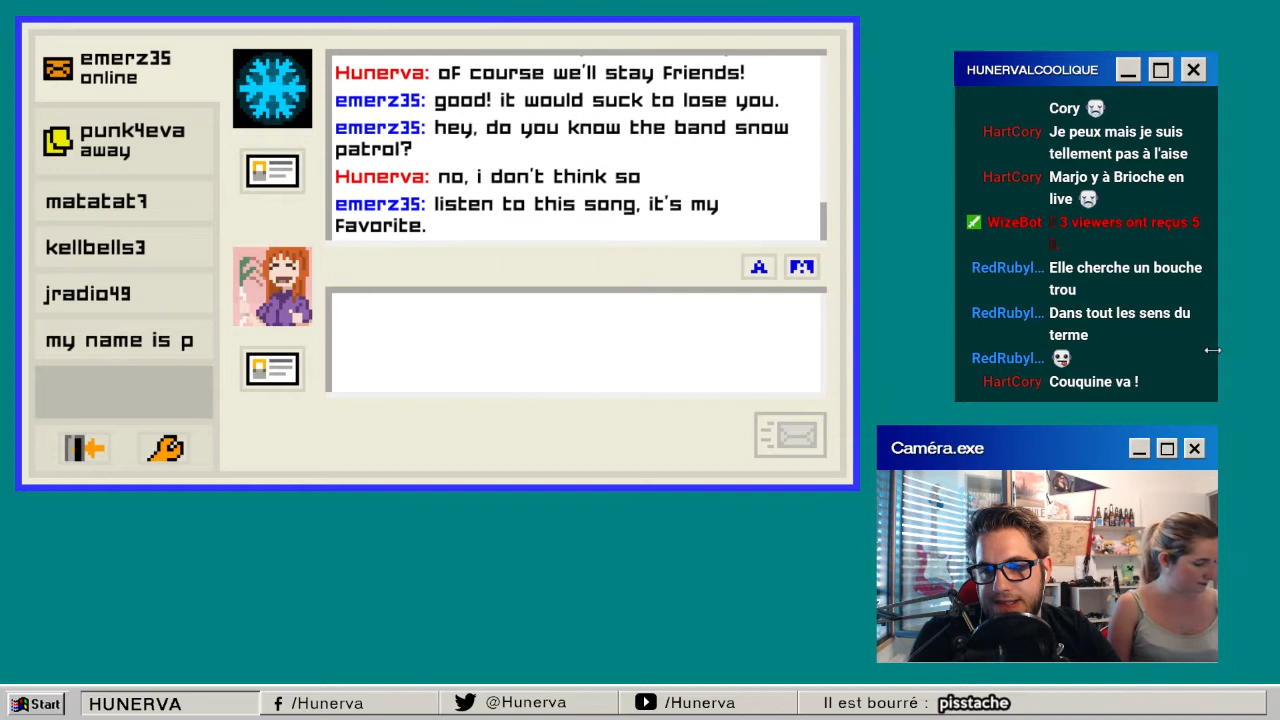 emerz35
online
punk4eva
away
matatat7
kellbells3
jradio49
my name is p
Hunerva: of course we'll stay friends!
emerz35: good! it would suck to lose you.
emerz35: hey, do you know the band snow
patrol?
Hunerva: no, i don't think so
emerz35: listen to this song, it's my
favorite.
A
HUNERVALCOOLIQUE
Cory
HartCory Je peux mais je suis
tellement pas à l'aise
HartCory Marjo y à Brioche en
live
WizeBot 3 viewers ont reçus 5
RedRubyl... Elle cherche un bouche
trou
RedRubyl... Dans tout les sens du
terme
RedRubyl...
HartCory Couquine va !
Caméra.exe
Start
HUNERVA
/Hunerva
@Hunerva
/Hunerva
Il est bourré : pisstache